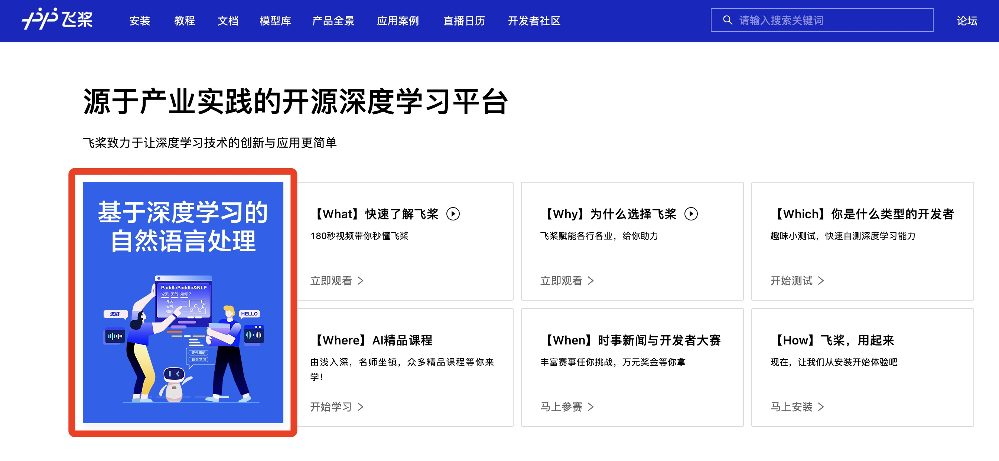 飞桨
安装 教程 文档 模型库 产品全景 应用案例 直播日历 开发者社区
请输入搜索关键词
论坛
源于产业实践的开源深度学习平台
飞桨致力于让深度学习技术的创新与应用更简单
基于深度学习的
自然语言处理
PaddlePaddle&NLP
今天 天气 如何？
今天
天气
如何
您好
HELLO
天气晴朗
适合学习
【What】快速了解飞桨
180秒视频带你秒懂飞桨
立即观看
【Why】为什么选择飞桨
飞桨赋能各行各业，给你助力
立即观看
【Which】你是什么类型的开发者
趣味小测试，快速自测深度学习能力
开始测试
【Where】AI精品课程
由浅入深，名师坐镇，众多精品课程等你来
学！
开始学习
【When】时事新闻与开发者大赛
丰富赛事任你挑战，万元奖金等你拿
马上参赛
【How】飞桨，用起来
现在，让我们从安装开始体验吧
马上安装